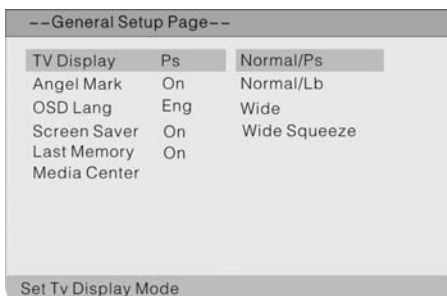 --General Setup Page--
TV Display Ps Normal/Ps
Angel Mark On Normal/Lb
OSD Lang Eng Wide
Screen Saver On Wide Squeeze
Last Memory On
Media Center
Set Tv Display Mode